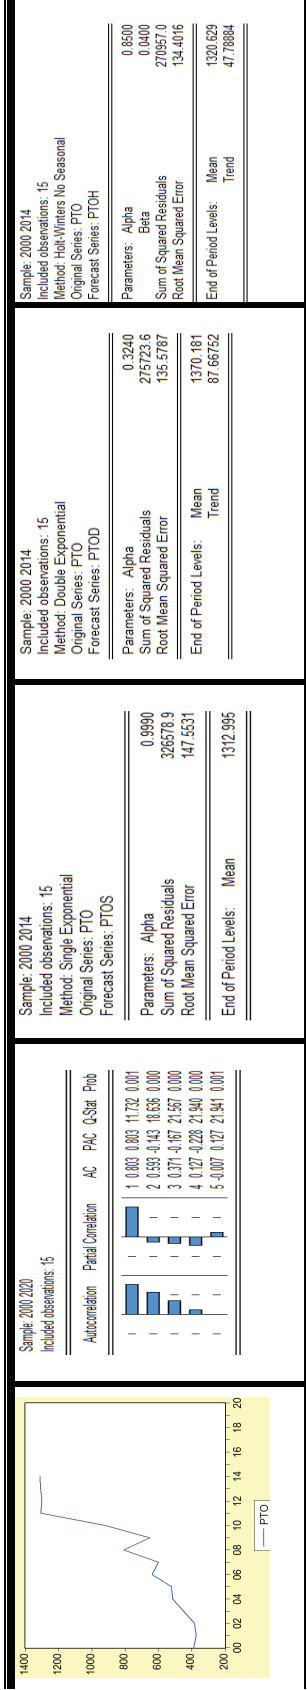 1400
1200
1000
800
600
400
200
00 02 04 06 08 10 12 14 16 18 20
PTO
Sample: 2000 2020
Included observations: 15
Autocorrelation Partial Correlation AC PAC Q-Stat Prob
1 0.803 0.803 11.732 0.001
2 0.593 -0.143 18.636 0.000
3 0.371 -0.167 21.567 0.000
4 0.127 -0.228 21.940 0.000
5 -0.007 0.127 21.941 0.001
Sample: 2000 2014
Included observations: 15
Method: Single Exponential
Original Series: PTO
Forecast Series: PTOS
Parameters: Alpha 0.9990
Sum of Squared Residuals 326578.9
Root Mean Squared Error 147.5531
End of Period Levels: Mean 1312.995
Sample: 2000 2014
Included observations: 15
Method: Double Exponential
Original Series: PTO
Forecast Series: PTOD
Parameters: Alpha 0.3240
Sum of Squared Residuals 275723.6
Root Mean Squared Error 135.5787
End of Period Levels: Mean 1370.181
Trend 87.66752
Sample: 2000 2014
Included observations: 15
Method: Holt-Winters No Seasonal
Original Series: PTO
Forecast Series: PTOH
Parameters: Alpha 0.8500
Beta 0.0400
Sum of Squared Residuals 270957.0
Root Mean Squared Error 134.4016
End of Period Levels: Mean 1320.629
Trend 47.78884